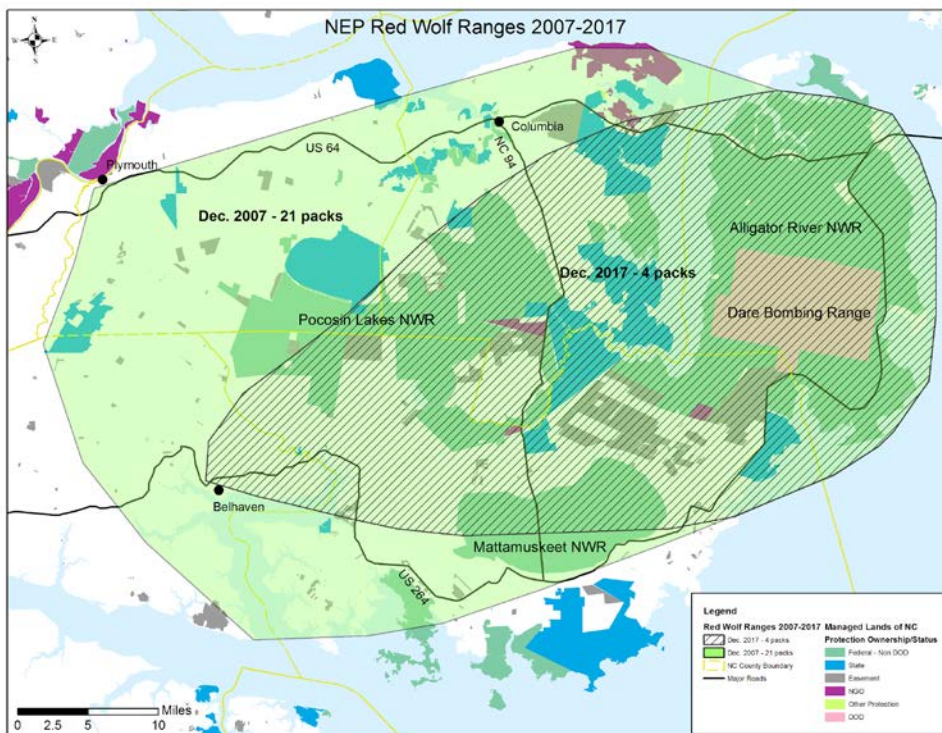 NEP Red Wolf Ranges 2007-2017
N
W E
S
Columbia
US 64
NC 94
Plymouth
Dec. 2007 - 21 packs
Alligator River NWR
Dec. 2017 - 4 packs
Pocosin Lakes NWR
Dare Bombing Range
Belhaven
Mattamuskeet NWR
US 264
Legend
Red Wolf Ranges 2007-2017
Dec. 2017 - 4 packs
Dec. 2007 - 21 packs
NC County Boundary
Major Roads
Managed Lands of NC
Protection Ownership/Status
Federal - Non DOD
State
Easement
NGO
Other Protection
DOD
Miles
0 2.5 5 10